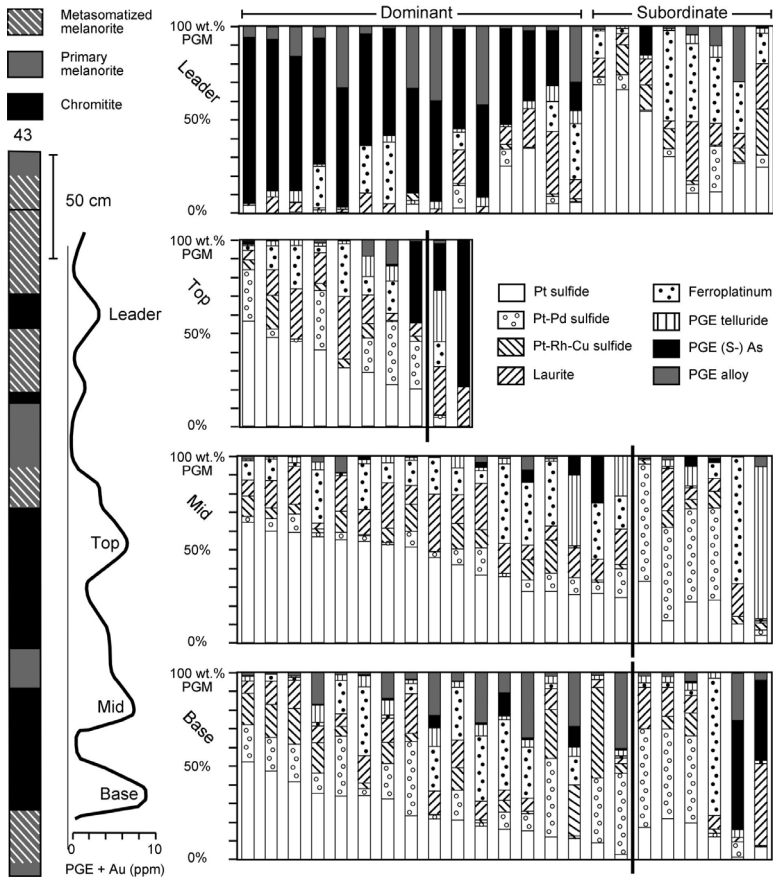 Metasomatized
melanorite
Primary
melanorite
Chromitite
43
50 cm
Leader
Top
Mid
Base
0
10
PGE + Au (ppm)
Dominant
Subordinate
100 wt.%
PGM
Leader
50%
0%
100 wt.%
PGM
Top
50%
0%
Pt sulfide
Pt-Pd sulfide
Pt-Rh-Cu sulfide
Laurite
Ferroplatinum
PGE telluride
PGE (S-) As
PGE alloy
100 wt.%
PGM
Mid
50%
0%
100 wt.%
PGM
Base
50%
0%